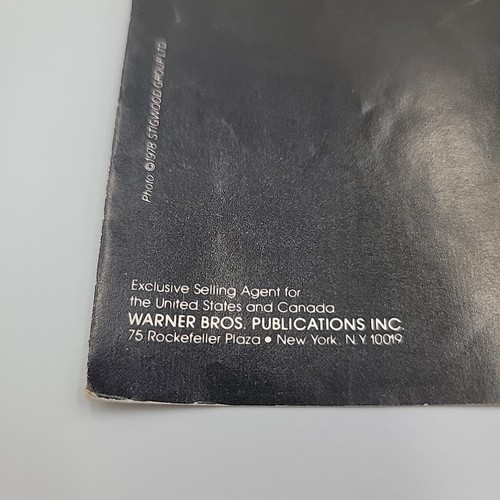 Photo ©1978 STIGWOOD GROUP LTD.
Exclusive Selling Agent for
the United States and Canada
WARNER BROS. PUBLICATIONS INC.
75 Rockefeller Plaza ● New York, N.Y. 10019